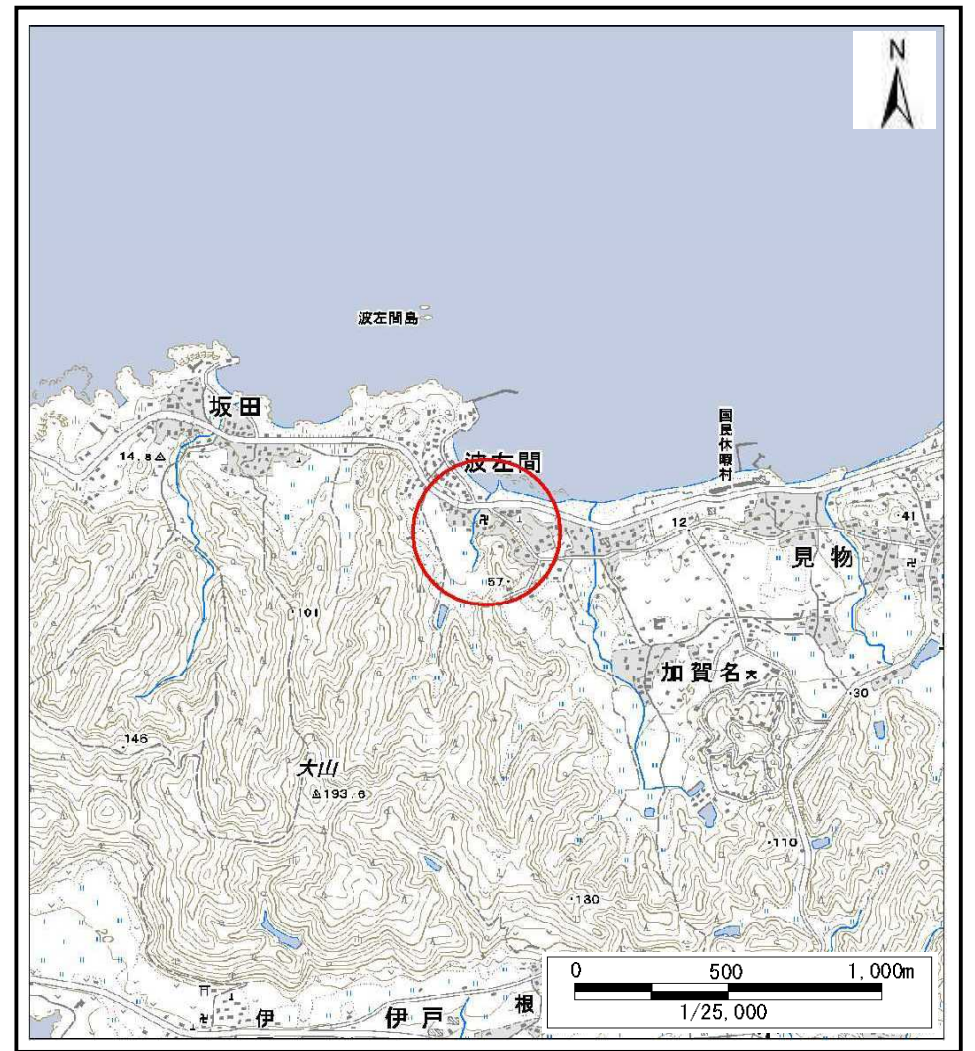 N
波左間島
坂田
国民休暇村
波左間
14.8
12
41
見物
57
101
加賀名
30
146
大山
193.6
110
130
0 500 1,000m
1/25,000
伊
伊戸
根